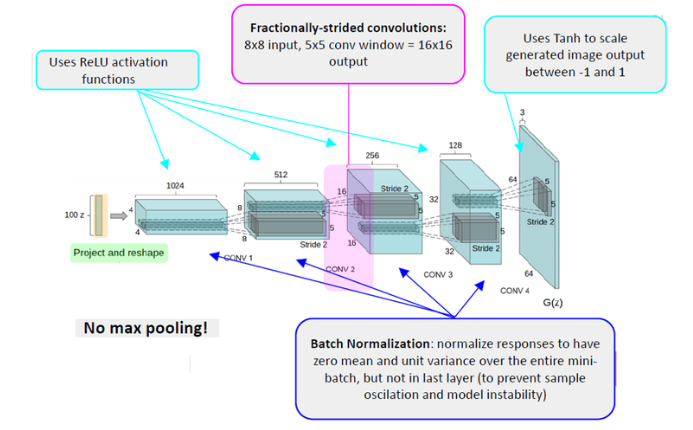 Fractionally-strided convolutions:
8x8 input, 5x5 conv window = 16x16
output
Uses Tanh to scale
generated image output
between -1 and 1
Uses ReLU activation
functions
3
128
256
512
1024
100 z
4
4
8
8
5
5
Stride 2
16
16
Stride 2
5
5
32
32
5
5
Stride 2
64
64
5
5
Stride 2
Project and reshape
CONV 1
CONV 2
CONV 3
CONV 4
G(z)
No max pooling!
Batch Normalization: normalize responses to have
zero mean and unit variance over the entire mini-
batch, but not in last layer (to prevent sample
oscilation and model instability)